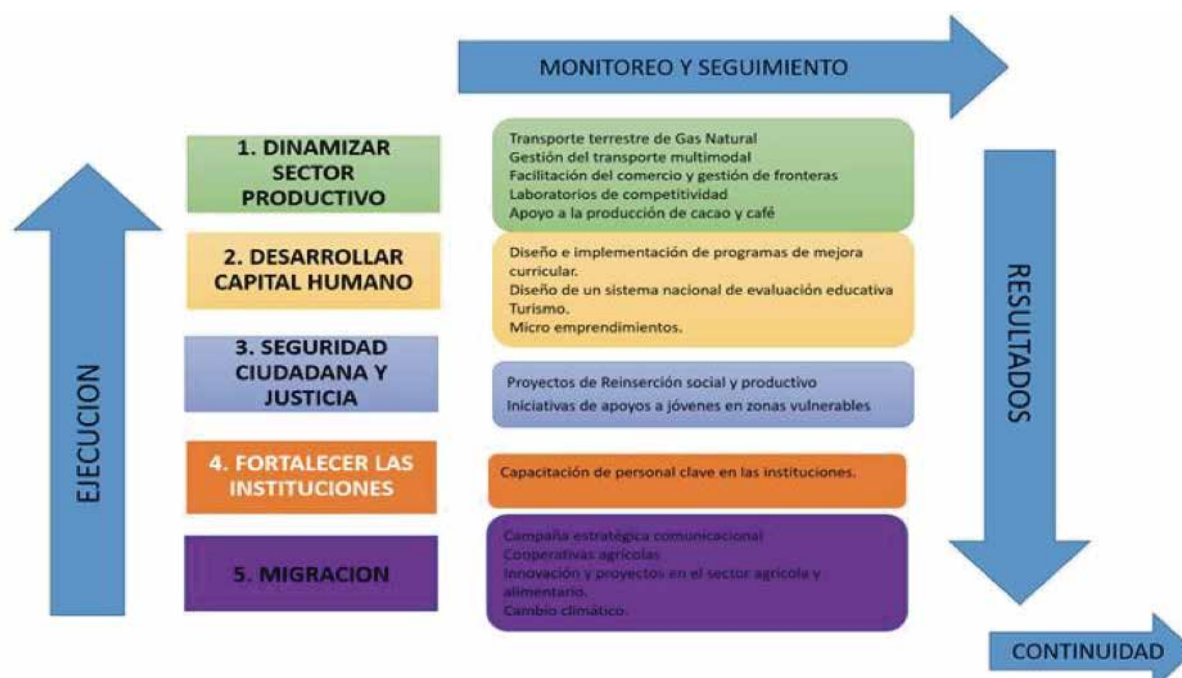 MONITOREO Y SEGUIMIENTO
1. DINAMIZAR
SECTOR
PRODUCTIVO
Transporte terrestre de Gas Natural
Gestión del transporte multimodal
Facilitación del comercio y gestión de fronteras
Laboratorios de competitividad
Apoyo a la producción de cacao y café
2. DESARROLLAR
CAPITAL HUMANO
Diseño e implementación de programas de mejora
curricular.
Diseño de un sistema nacional de evaluación educativa
Turismo.
Micro emprendimientos.
3. SEGURIDAD
CIUDADANA Y
JUSTICIA
Proyectos de Reinserción social y productivo
Iniciativas de apoyos a jóvenes en zonas vulnerables
4. FORTALECER LAS
INSTITUCIONES
Capacitación de personal clave en las instituciones.
5. MIGRACION
Campaña estratégica comunicacional
Cooperativas agrícolas
Innovación y proyectos en el sector agrícola y
alimentario.
Cambio climático.
EJECUCION
RESULTADOS
CONTINUIDAD